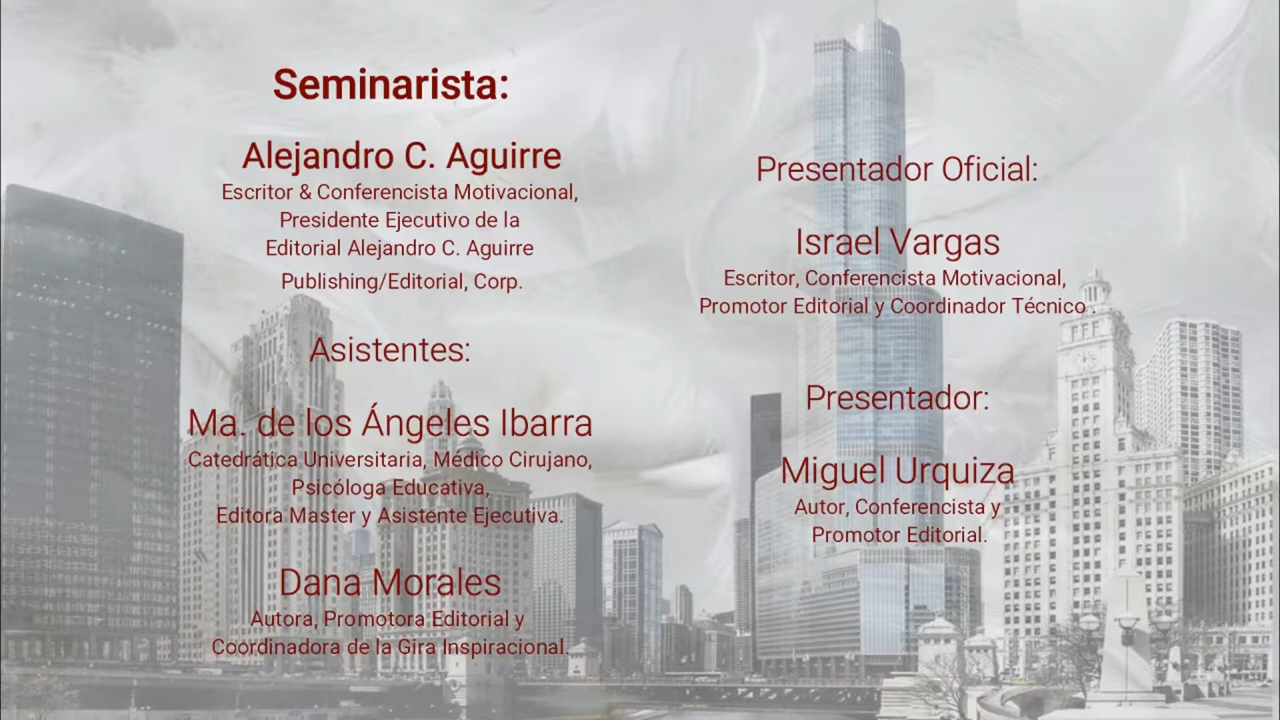 Seminarista:
Alejandro C. Aguirre
Escritor & Conferencista Motivacional,
Presidente Ejecutivo de la
Editorial Alejandro C. Aguirre
Publishing/Editorial, Corp.
Asistentes:
Ma. de los Ángeles Ibarra
Catedrática Universitaria, Médico Cirujano,
Psicóloga Educativa,
Editora Master y Asistente Ejecutiva.
Dana Morales
Autora, Promotora Editorial y
Coordinadora de la Gira Inspiracional.
Presentador Oficial:
Israel Vargas
Escritor, Conferencista Motivacional,
Promotor Editorial y Coordinador Técnico .
Presentador:
Miguel Urquiza
Autor, Conferencista y
Promotor Editorial.